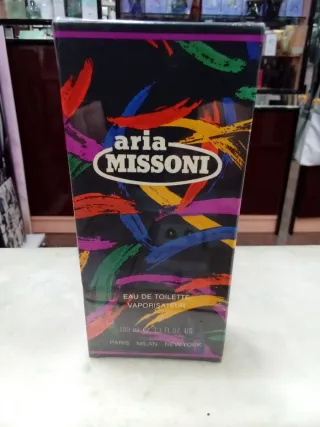 aria
MISSONI
EAU DE TOILETTE
VAPORISATEUR
PARIS MILAN NEW YORK